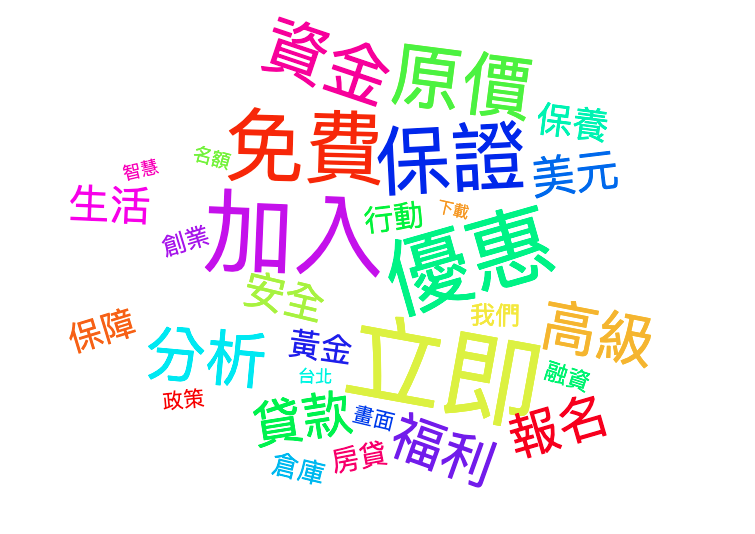 資金
原價
保養
免費
保證
美元
名額
智慧
生活
加入
行動
下載
創業
優惠
安全
我們
高級
保障
分析
黃金
立即
融資
台北
政策
貸款
畫面
福利
報名
房貸
倉庫